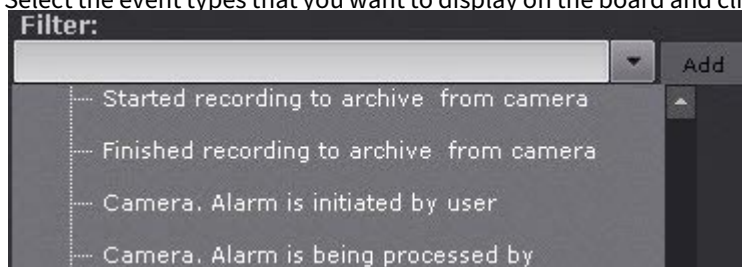 Select the event types that you want to display on the board and cli
Filter:
Add
Started recording to archive from camera
Finished recording to archive from camera
Camera. Alarm is initiated by user
Camera. Alarm is being processed by